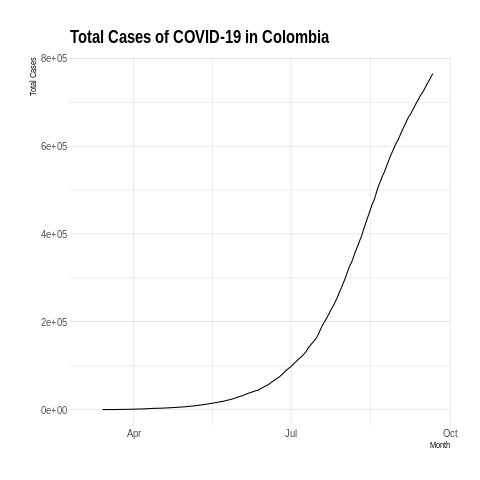 Total Cases of COVID-19 in Colombia
Total Cases
8e+05
6e+05
4e+05
2e+05
0e+00
Apr
Jul
Oct
Month